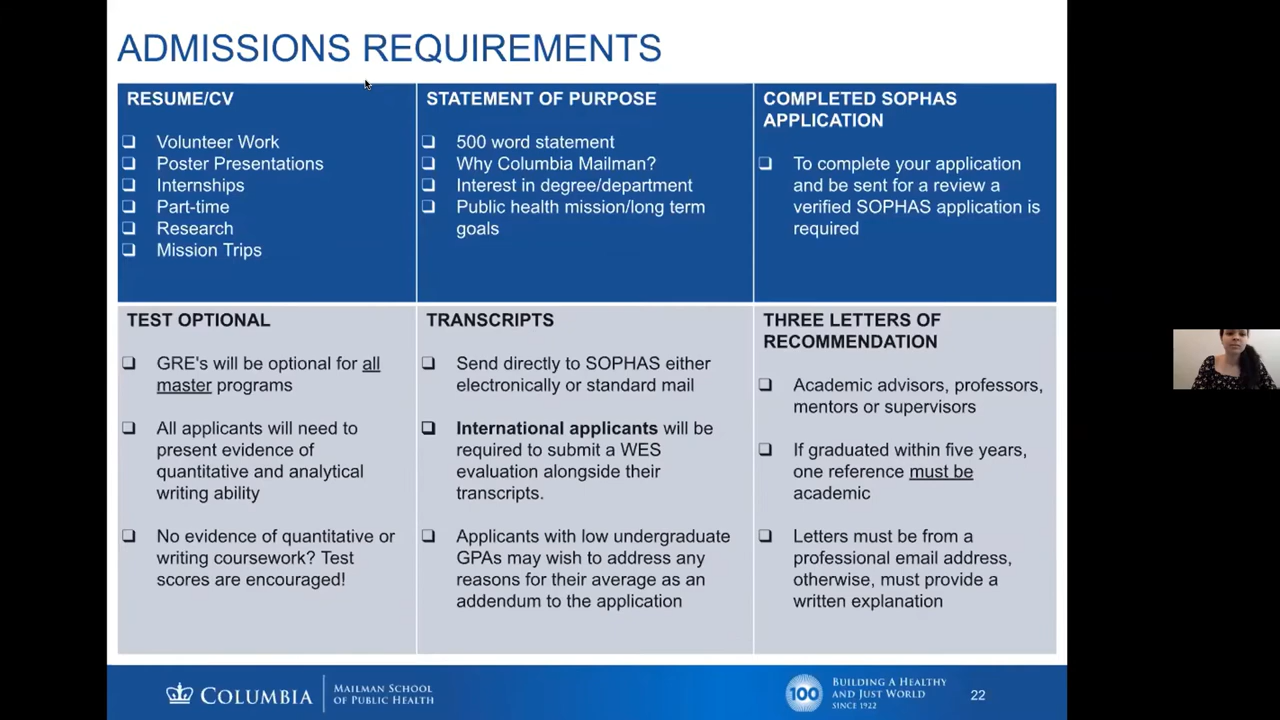 ADMISSIONS REQUIREMENTS
RESUME/CV
❏ Volunteer Work
❏ Poster Presentations
❏ Internships
❏ Part-time
❏ Research
❏ Mission Trips
STATEMENT OF PURPOSE
❏ 500 word statement
❏ Why Columbia Mailman?
❏ Interest in degree/department
❏ Public health mission/long term
goals
COMPLETED SOPHAS
APPLICATION
❏ To complete your application
and be sent for a review a
verified SOPHAS application is
required
TEST OPTIONAL
❏ GRE's will be optional for all
master programs
❏ All applicants will need to
present evidence of
quantitative and analytical
writing ability
❏ No evidence of quantitative or
writing coursework? Test
scores are encouraged!
TRANSCRIPTS
❏ Send directly to SOPHAS either
electronically or standard mail
❏ International applicants will be
required to submit a WES
evaluation alongside their
transcripts.
❏ Applicants with low undergraduate
GPAs may wish to address any
reasons for their average as an
addendum to the application
THREE LETTERS OF
RECOMMENDATION
❏ Academic advisors, professors,
mentors or supervisors
❏ If graduated within five years,
one reference must be
academic
❏ Letters must be from a
professional email address,
otherwise, must provide a
written explanation
COLUMBIA
MAILMAN SCHOOL
OF PUBLIC HEALTH
100
BUILDING A HEALTHY
AND JUST WORLD
SINCE 1922
22